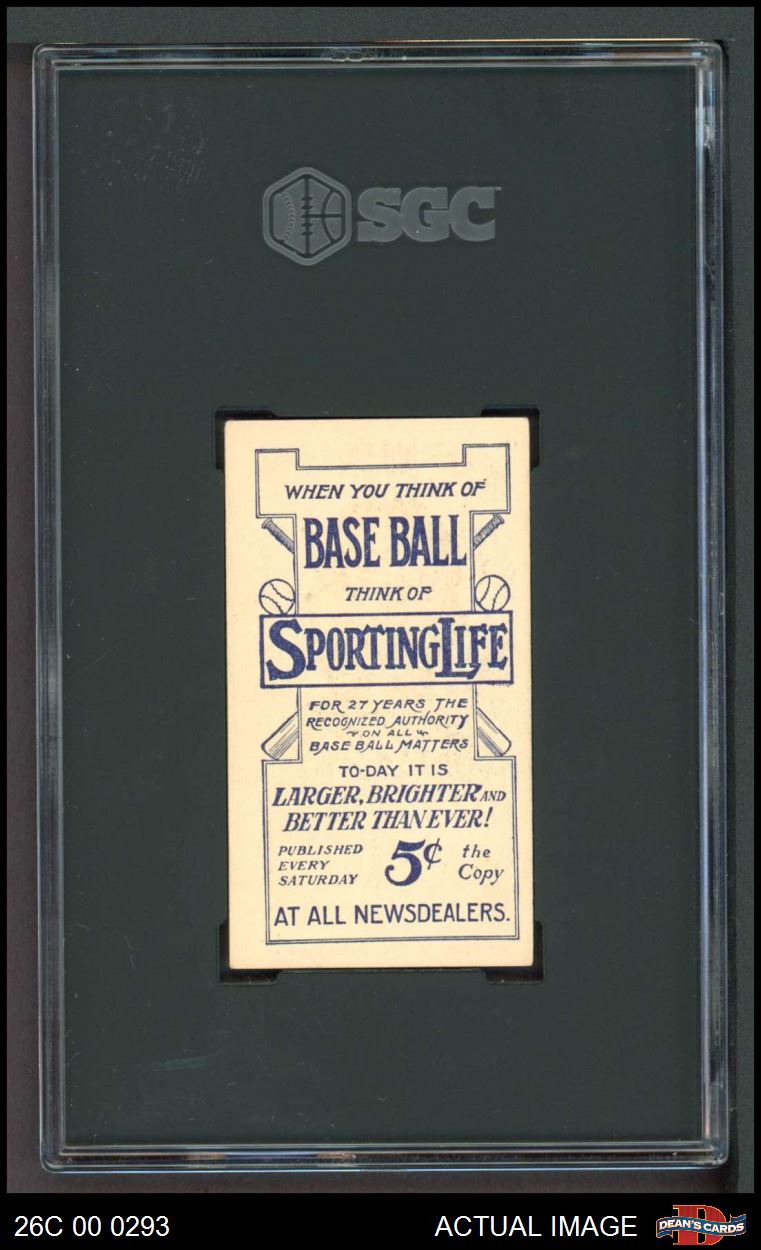 SGC
WHEN YOU THINK OF
BASE BALL
THINK OF
SPORTING LIFE
FOR 27 YEARS THE
RECOGNIZED AUTHORITY
ON ALL
BASE BALL MATTERS
TO-DAY IT IS
LARGER, BRIGHTER AND
BETTER THAN EVER!
PUBLISHED
EVERY
SATURDAY
5¢
the
Copy
AT ALL NEWSDEALERS.
26C 00 0293
ACTUAL IMAGE
DEAN'S CARDS